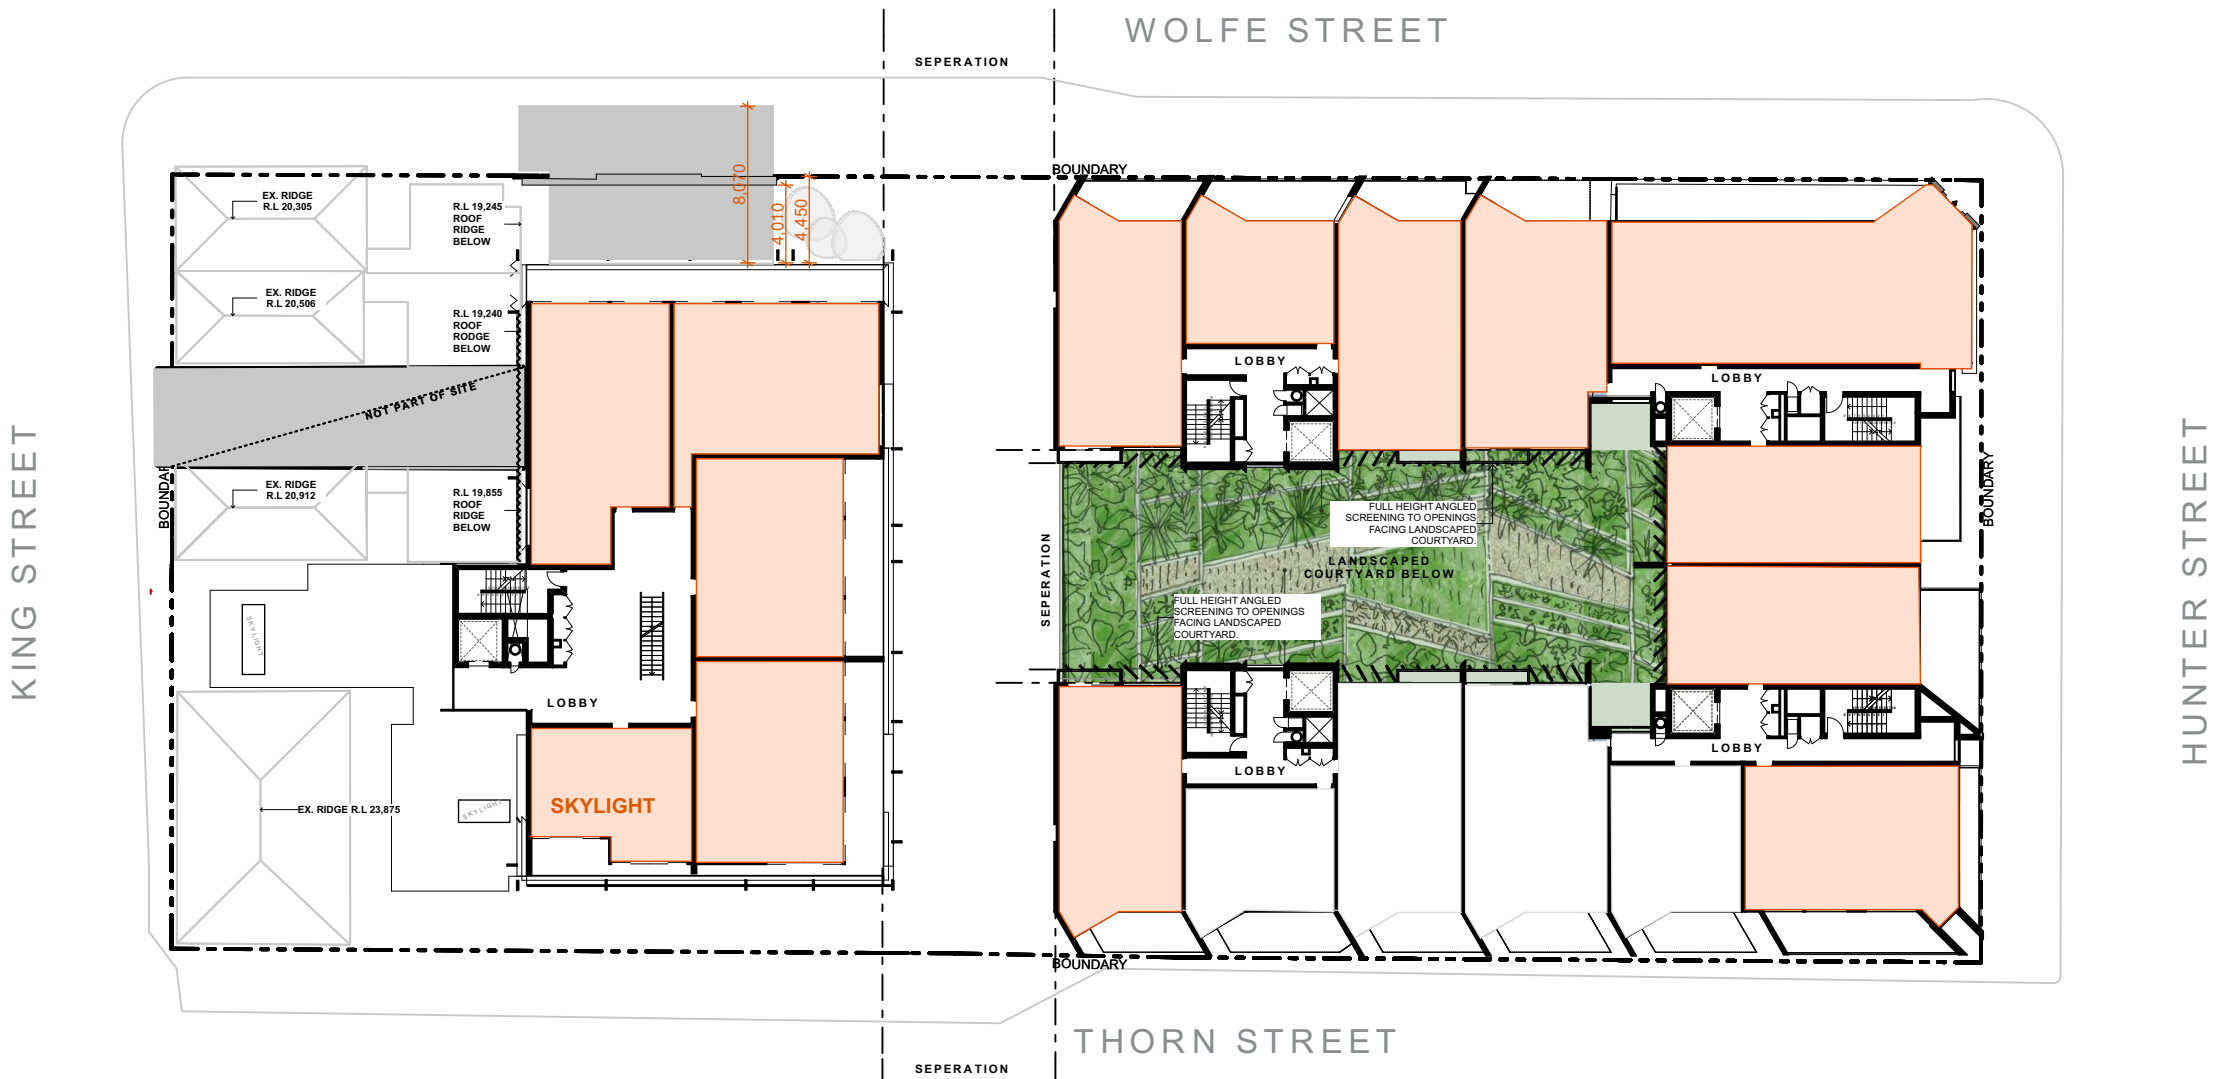 WOLFE STREET
SEPERATION
BOUNDARY
8,070
4,010
4,450
EX. RIDGE
R.L 20,305
R.L 19,245
ROOF
RIDGE
BELOW
EX. RIDGE
R.L 20,506
R.L 19,240
ROOF
RODGE
BELOW
NOT PART OF SITE
LOBBY
LOBBY
KING STREET
BOUNDAR
EX. RIDGE
R.L 20,912
R.L 19,855
ROOF
RIDGE
BELOW
SEPERATION
FULL HEIGHT ANGLED
SCREENING TO OPENINGS
FACING LANDSCAPED
COURTYARD.
LANDSCAPED
COURTYARD BELOW
FULL HEIGHT ANGLED
SCREENING TO OPENINGS
FACING LANDSCAPED
COURTYARD.
BOUNDARY
HUNTER STREET
SKYLIGHT
LOBBY
LOBBY
LOBBY
EX. RIDGE R.L 23,875
SKYLIGHT
SKYLIGHT
BOUNDARY
THORN STREET
SEPERATION